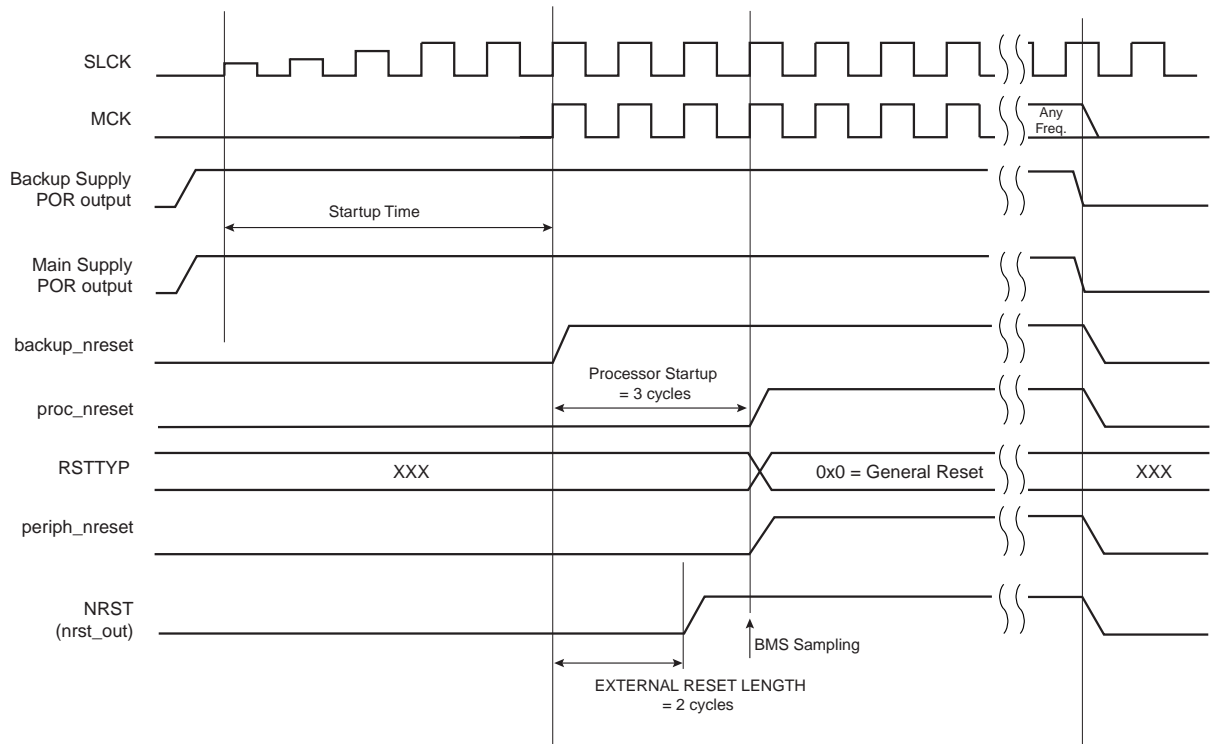 SLCK
MCK
Any
Freq.
Backup Supply
POR output
Startup Time
Main Supply
POR output
backup_nreset
Processor Startup
= 3 cycles
proc_nreset
RSTTYP
XXX
0x0 = General Reset
XXX
periph_nreset
NRST
(nrst_out)
BMS Sampling
EXTERNAL RESET LENGTH
= 2 cycles